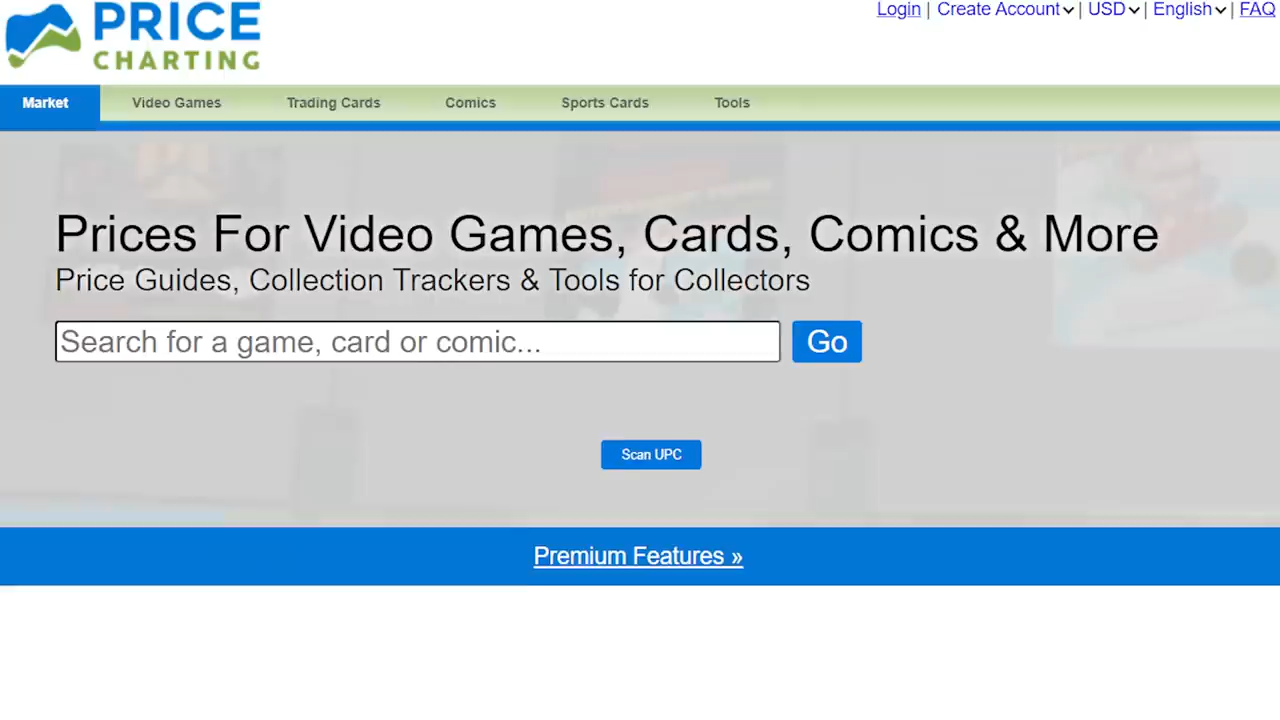 PRICE
CHARTING
Login | Create Account | USD | English | FAQ
Market Video Games Trading Cards Comics Sports Cards Tools
Prices For Video Games, Cards, Comics & More
Price Guides, Collection Trackers & Tools for Collectors
Search for a game, card or comic... Go
Scan UPC
Premium Features »